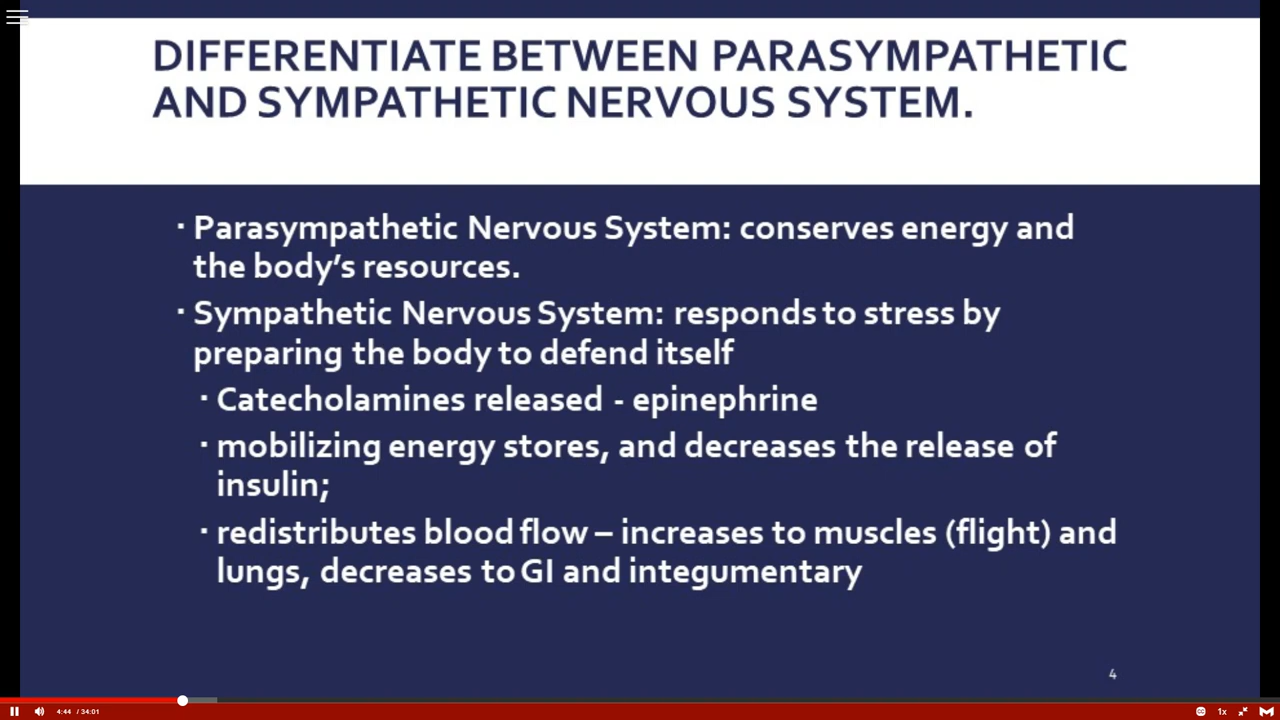 DIFFERENTIATE BETWEEN PARASYMPATHETIC
AND SYMPATHETIC NERVOUS SYSTEM.
· Parasympathetic Nervous System: conserves energy and
the body’s resources.
· Sympathetic Nervous System: responds to stress by
preparing the body to defend itself
· Catecholamines released - epinephrine
· mobilizing energy stores, and decreases the release of
insulin;
· redistributes blood flow – increases to muscles (flight) and
lungs, decreases to GI and integumentary
4
4:44 / 34:01
1x